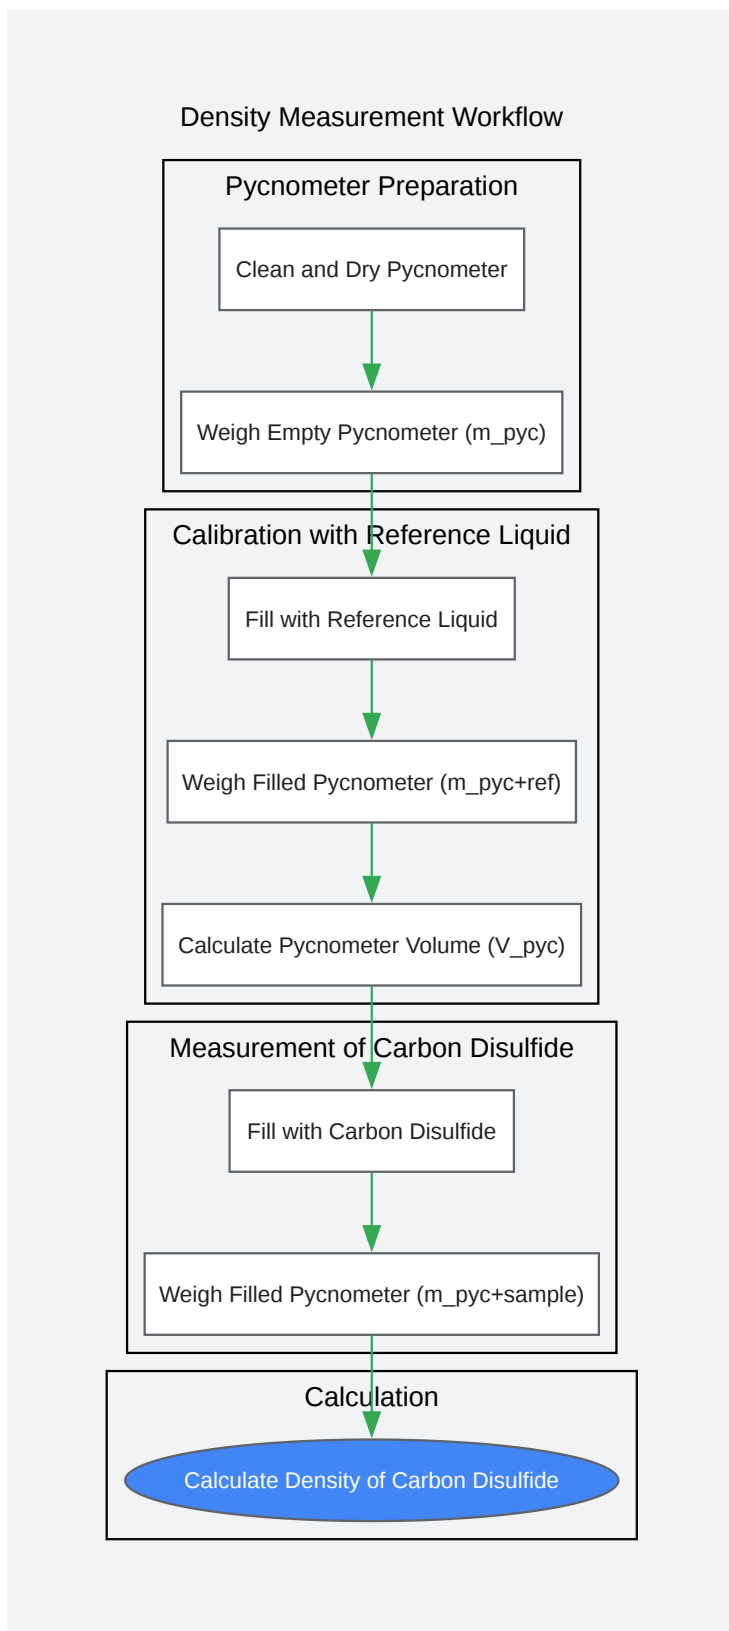 Density Measurement Workflow
Pycnometer Preparation
Clean and Dry Pycnometer
Weigh Empty Pycnometer (m_pyc)
Calibration with Reference Liquid
Fill with Reference Liquid
Weigh Filled Pycnometer (m_pyc+ref)
Calculate Pycnometer Volume (V_pyc)
Measurement of Carbon Disulfide
Fill with Carbon Disulfide
Weigh Filled Pycnometer (m_pyc+sample)
Calculation
Calculate Density of Carbon Disulfide